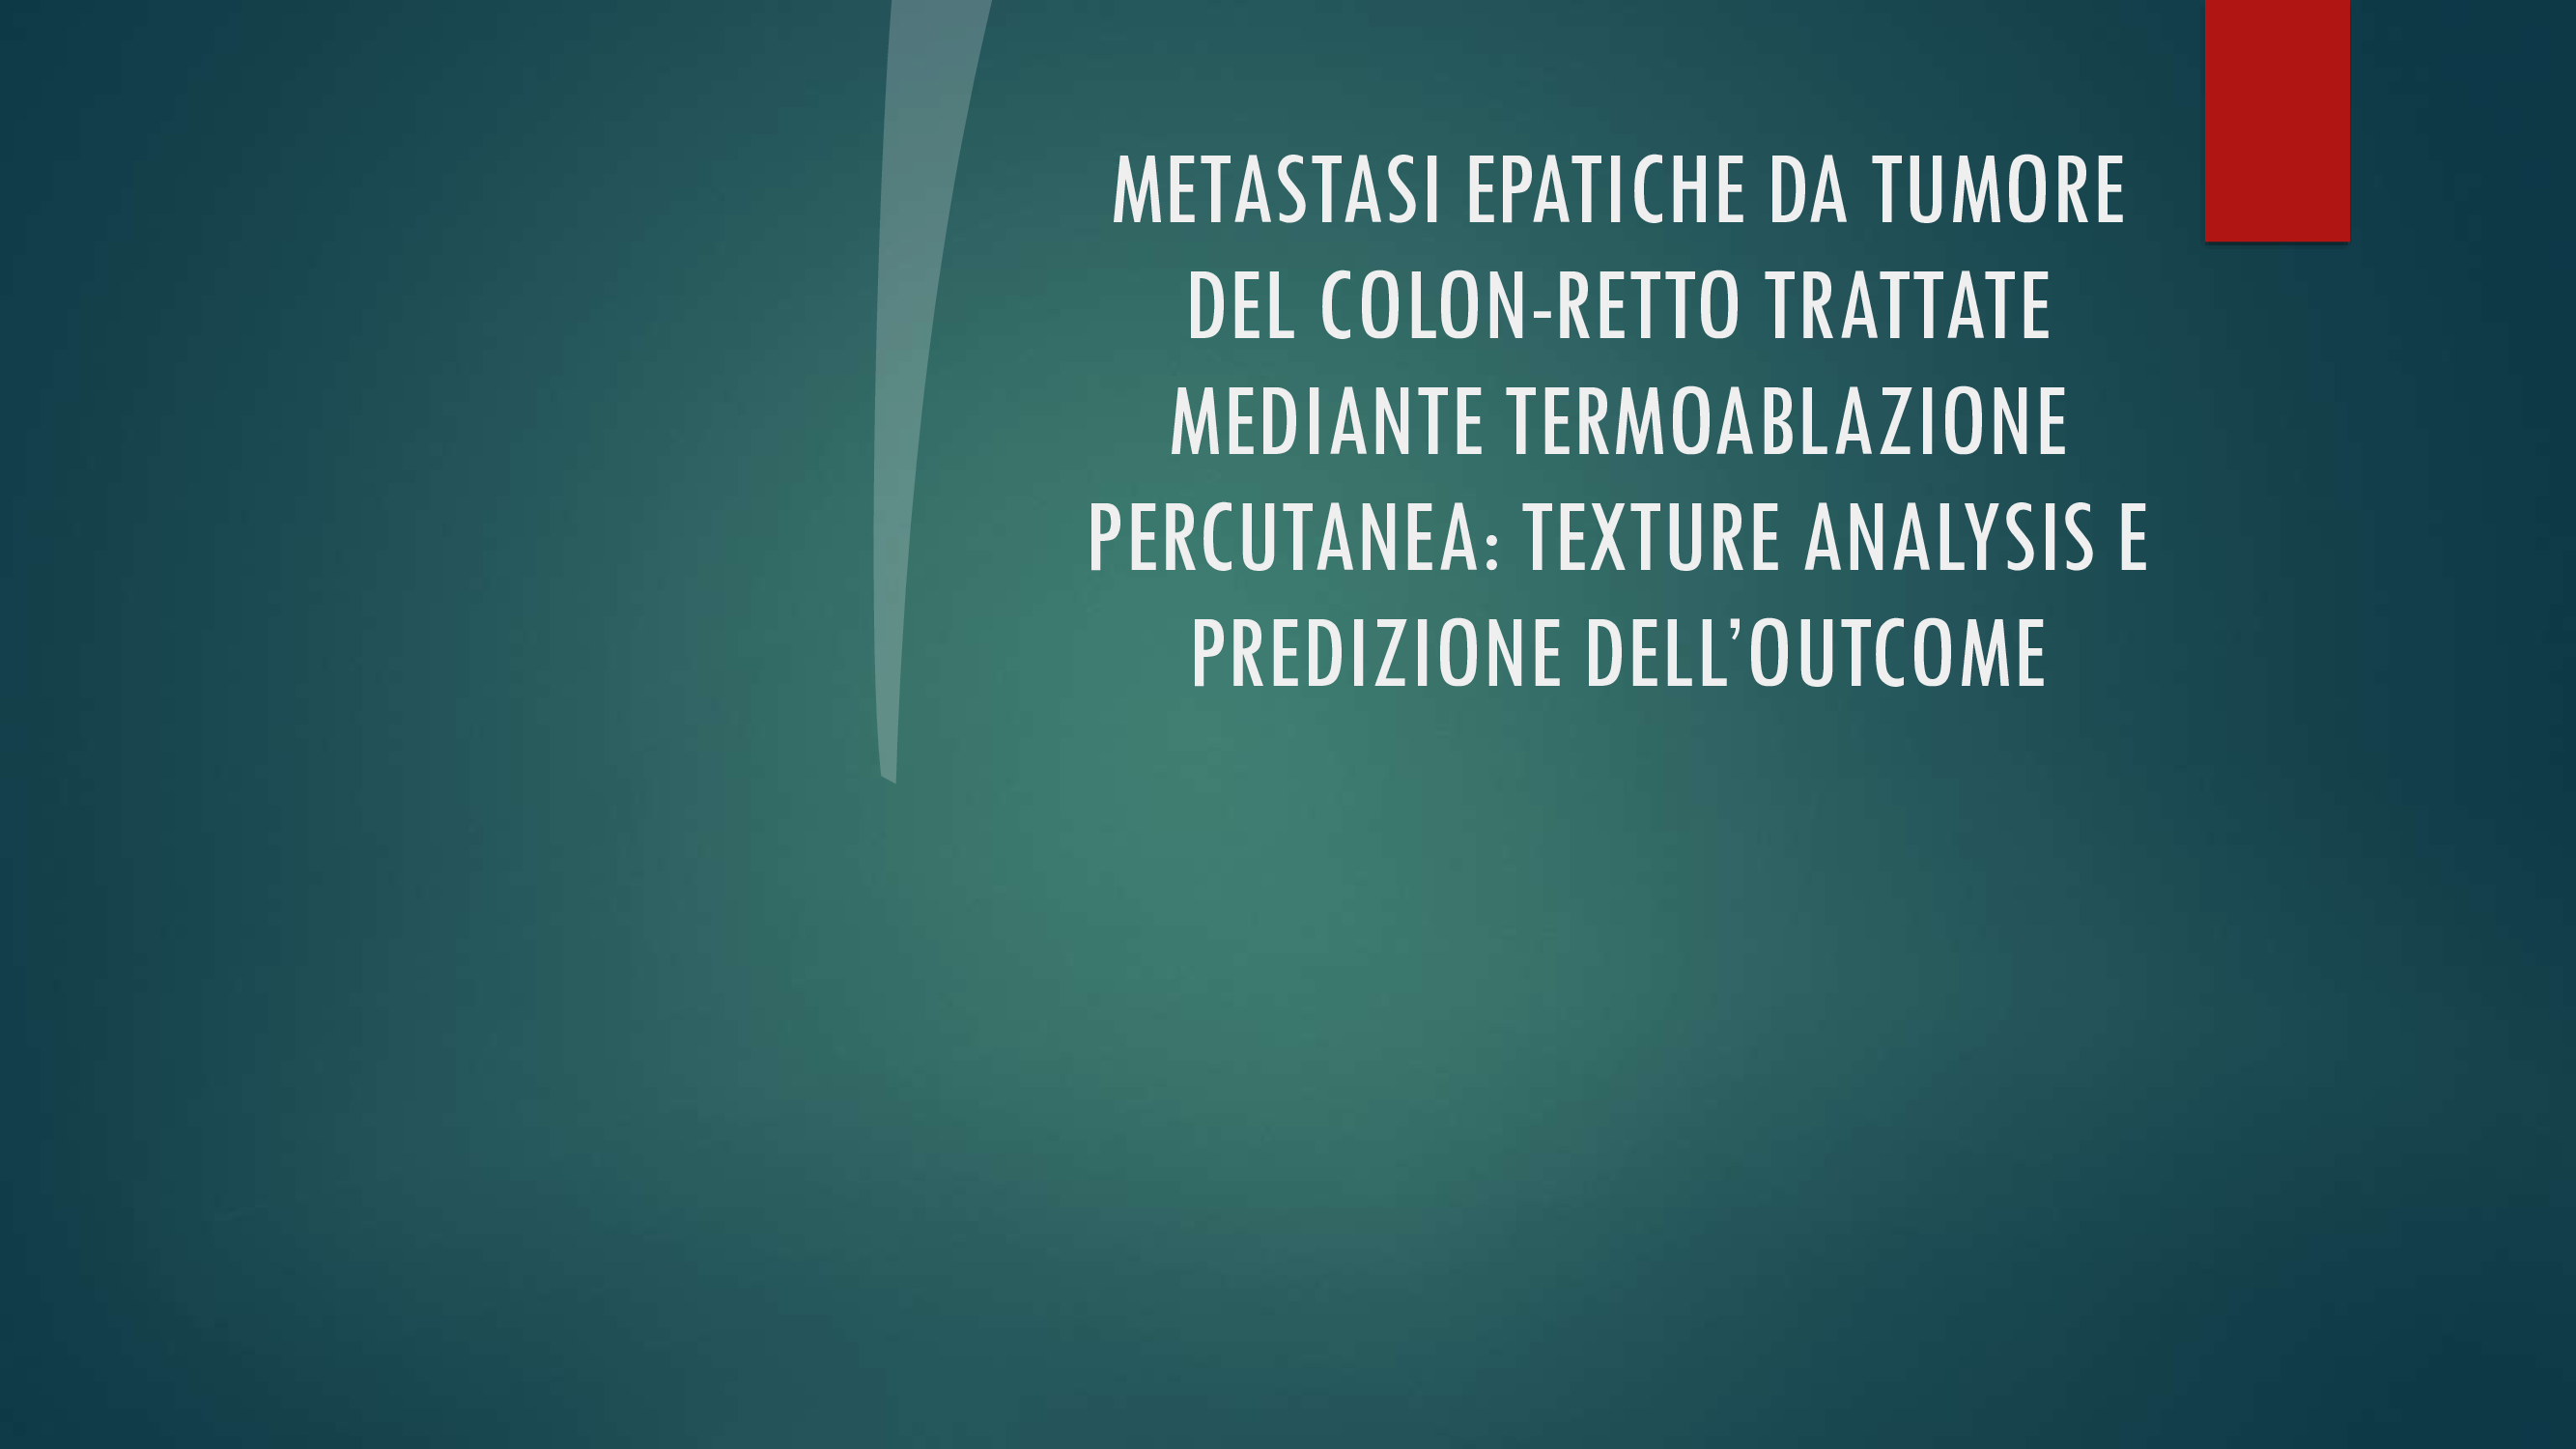 METASTASI EPATICHE DA TUMORE
DEL COLON-RETTO TRATTATE
MEDIANTE TERMOABLAZIONE
PERCUTANEA: TEXTURE ANALYSIS E
PREDIZIONE DELL’OUTCOME